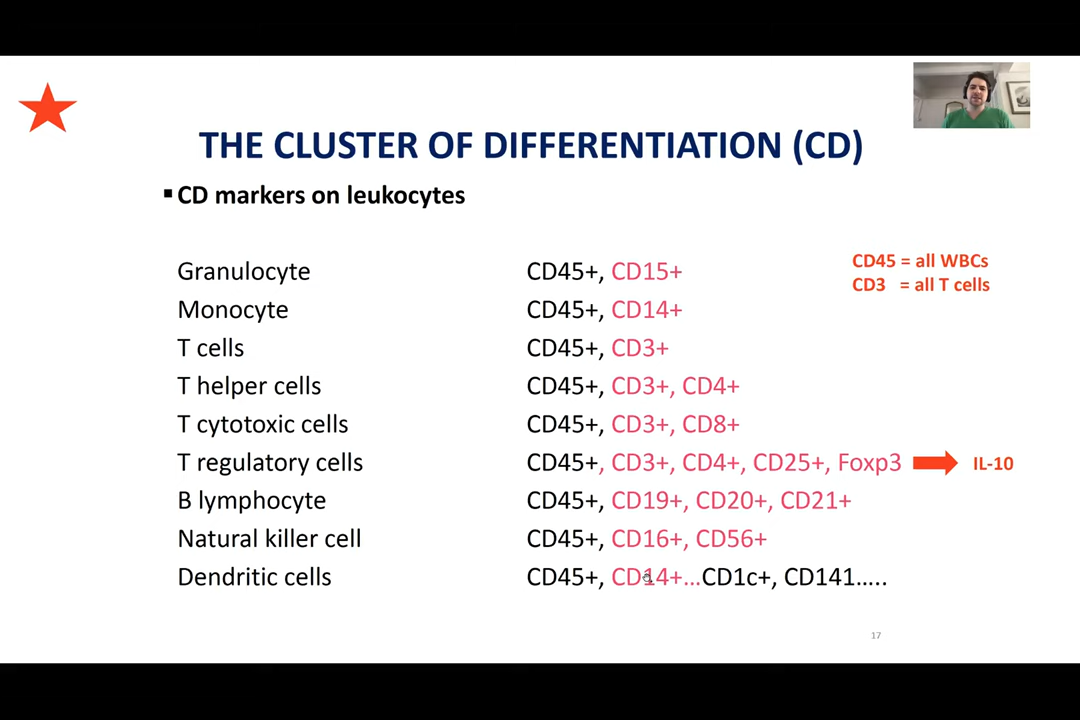 THE CLUSTER OF DIFFERENTIATION (CD)
▪ CD markers on leukocytes
CD45 = all WBCs
CD3 = all T cells
Granulocyte CD45+, CD15+
Monocyte CD45+, CD14+
T cells CD45+, CD3+
T helper cells CD45+, CD3+, CD4+
T cytotoxic cells CD45+, CD3+, CD8+
T regulatory cells CD45+, CD3+, CD4+, CD25+, Foxp3 IL-10
B lymphocyte CD45+, CD19+, CD20+, CD21+
Natural killer cell CD45+, CD16+, CD56+
Dendritic cells CD45+, CD14+...CD1c+, CD141.....
17